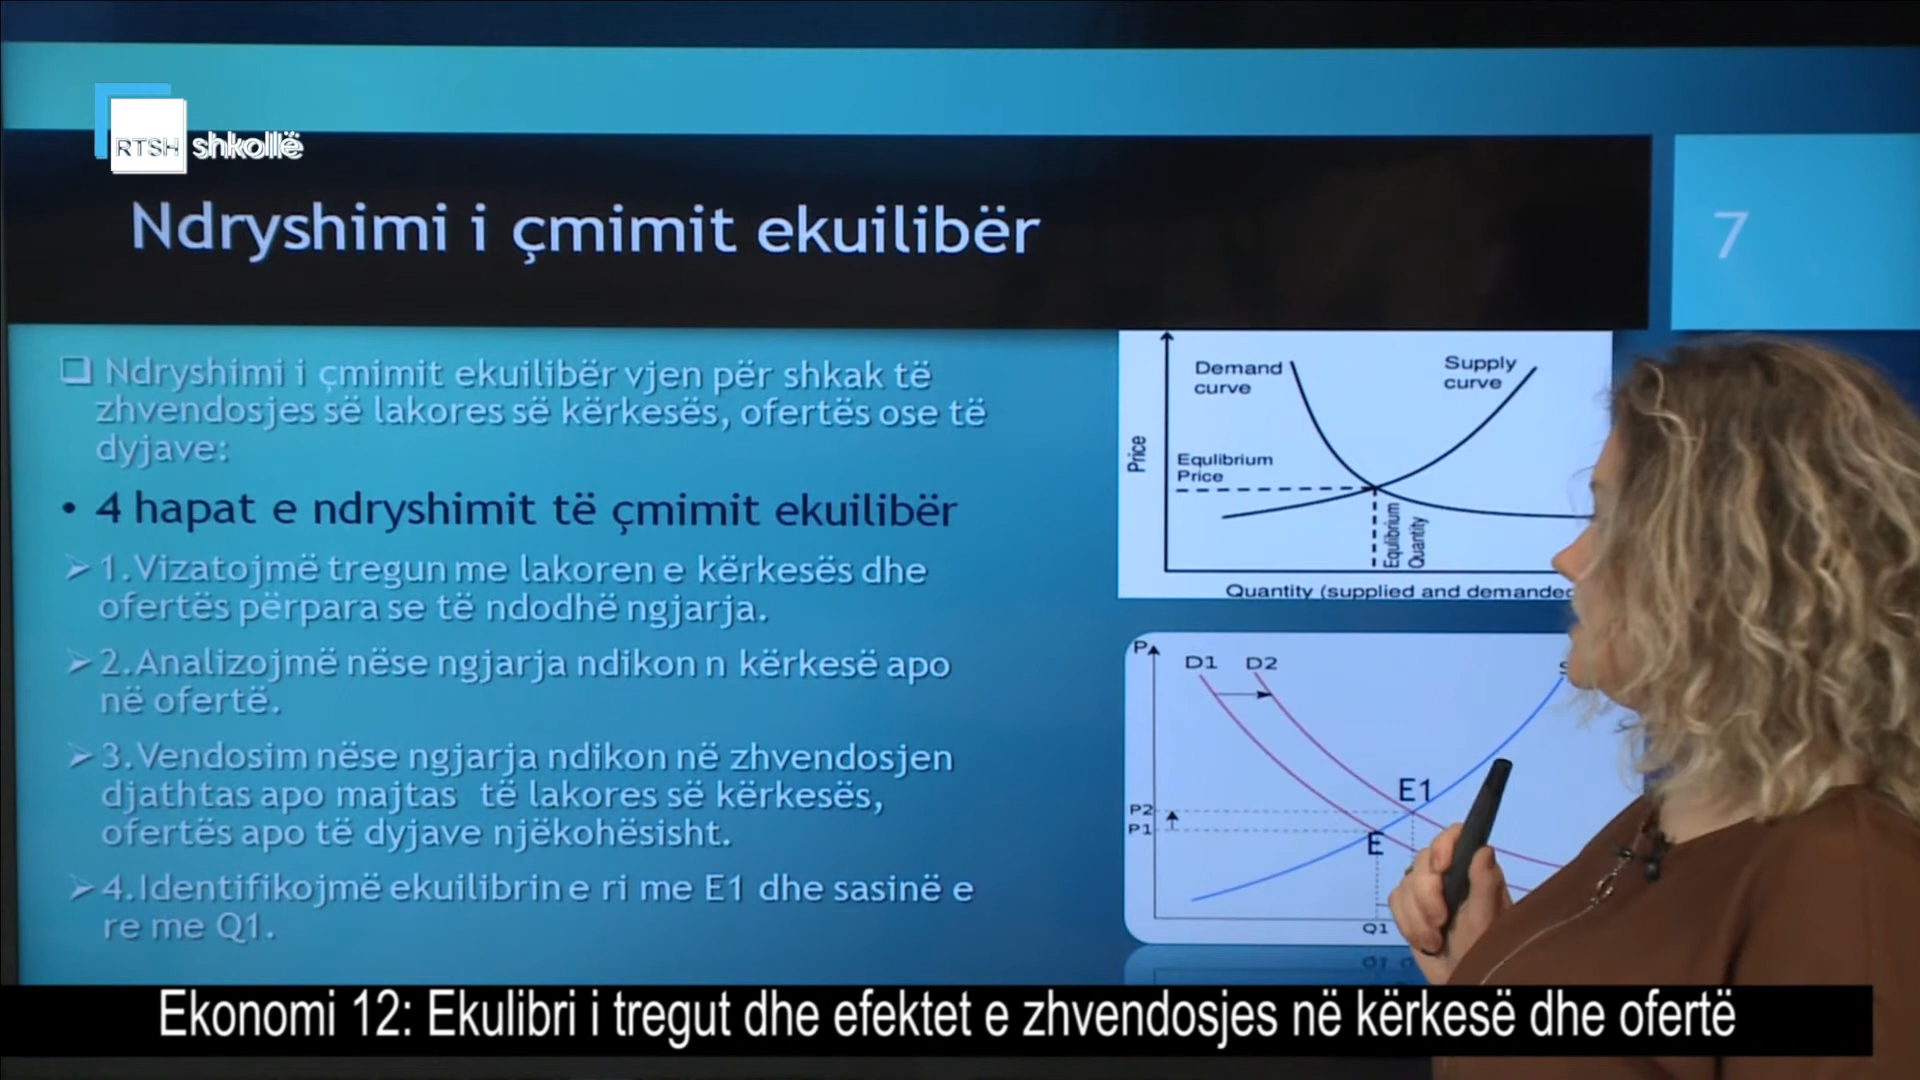 RTSH shkollë
Ndryshimi i çmimit ekuilibër
7
Ndryshimi i çmimit ekuilibër vjen për shkak të
zhvendosjes së lakores së kërkesës, ofertës ose të
dyjave:
• 4 hapat e ndryshimit të çmimit ekuilibër
1.Vizatojmë tregun me lakoren e kërkesës dhe
ofertës përpara se të ndodhë ngjarja.
2.Analizojmë nëse ngjarja ndikon n kërkesë apo
në ofertë.
3.Vendosim nëse ngjarja ndikon në zhvendosjen
djathtas apo majtas të lakores së kërkesës,
ofertës apo të dyjave njëkohësisht.
4.Identifikojmë ekuilibrin e ri me E1 dhe sasinë e
re me Q1.
Demand
curve
Supply
curve
Price
Equlibrium
Price
Equlibrium
Quantity
Quantity (supplied and demanded
P
D1 D2
E1
P2
P1
E
Q1
Ekonomi 12: Ekulibri i tregut dhe efektet e zhvendosjes në kërkesë dhe ofertë